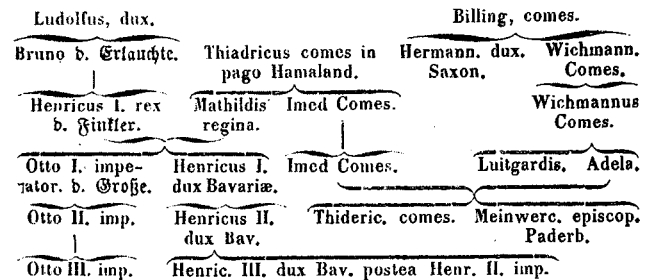 Ludolfus, dux. Billing, comes.
Bruno d. Erlauchte. Thiadricus comes in Hermann. dux. Wichmann.
pago Hamaland. Saxon. Comes.
Henricus I. rex Mathildis Imed Comes. Wichmannus
d. Finkler. regina. Comes.
Otto I. impe- Henricus I. Imed Comes. Luitgardis. Adela.
rator. d. Große. dux Bavariæ.
Otto II. imp. Henricus II. Thideric. comes. Meinwerc. episcop.
dux Bav. Paderb.
Otto III. imp. Henric. III. dux Bav. postea Henr. II. imp.